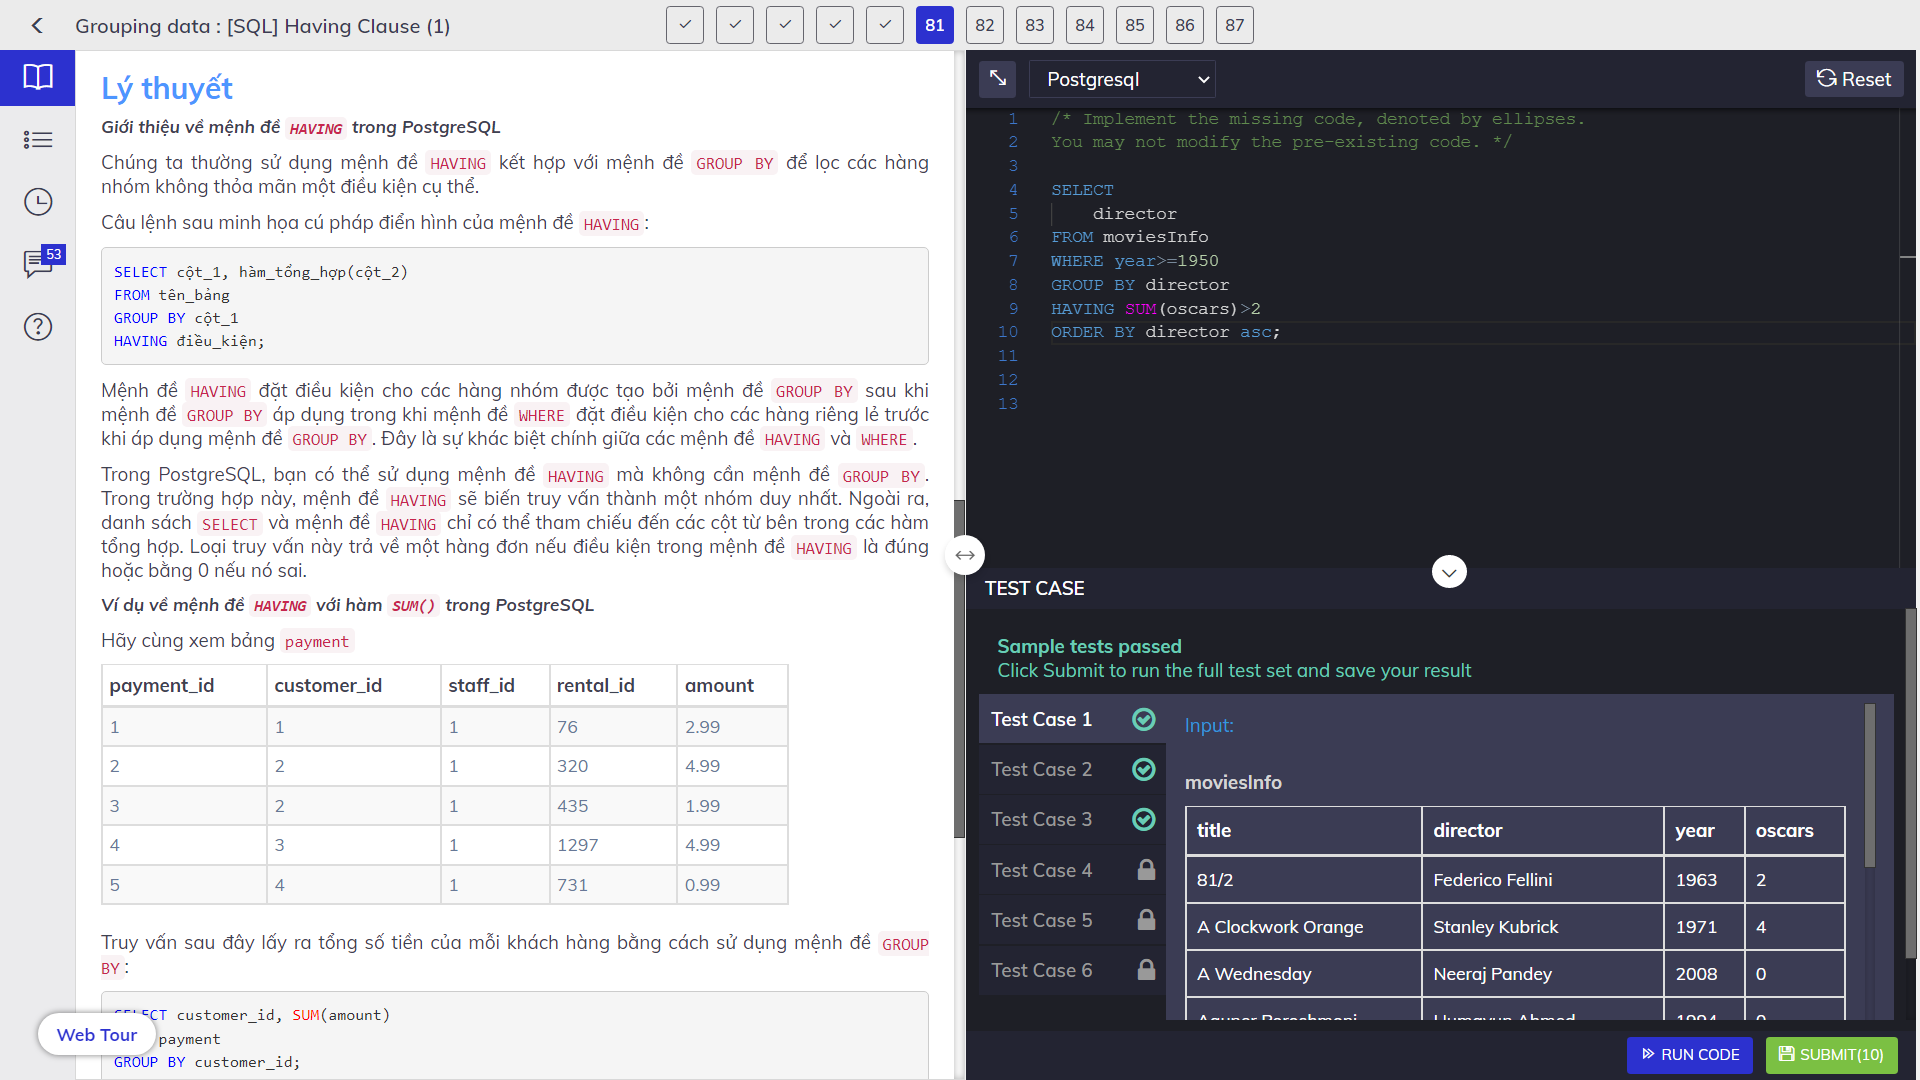 Grouping data : [SQL] Having Clause (1)
81
82
83
84
85
86
87
53
Lý thuyết
Giới thiệu về mệnh đề HAVING trong PostgreSQL
Chúng ta thường sử dụng mệnh đề HAVING kết hợp với mệnh đề GROUP BY để lọc các hàng
nhóm không thỏa mãn một điều kiện cụ thể.
Câu lệnh sau minh họa cú pháp điển hình của mệnh đề HAVING :
SELECT cột_1, hàm_tổng_hợp(cột_2)
FROM tên_bảng
GROUP BY cột_1
HAVING điều_kiện;
Mệnh đề HAVING đặt điều kiện cho các hàng nhóm được tạo bởi mệnh đề GROUP BY sau khi
mệnh đề GROUP BY áp dụng trong khi mệnh đề WHERE đặt điều kiện cho các hàng riêng lẻ trước
khi áp dụng mệnh đề GROUP BY. Đây là sự khác biệt chính giữa các mệnh đề HAVING và WHERE.
Trong PostgreSQL, bạn có thể sử dụng mệnh đề HAVING mà không cần mệnh đề GROUP BY.
Trong trường hợp này, mệnh đề HAVING sẽ biến truy vấn thành một nhóm duy nhất. Ngoài ra,
danh sách SELECT và mệnh đề HAVING chỉ có thể tham chiếu đến các cột từ bên trong các hàm
tổng hợp. Loại truy vấn này trả về một hàng đơn nếu điều kiện trong mệnh đề HAVING là đúng
hoặc bằng 0 nếu nó sai.
Ví dụ về mệnh đề HAVING với hàm SUM() trong PostgreSQL
Hãy cùng xem bảng payment
payment_id customer_id staff_id rental_id amount
1 1 1 76 2.99
2 2 1 320 4.99
3 2 1 435 1.99
4 3 1 1297 4.99
5 4 1 731 0.99
Truy vấn sau đây lấy ra tổng số tiền của mỗi khách hàng bằng cách sử dụng mệnh đề GROUP
BY:
customer_id, SUM(amount)
payment
GROUP BY customer_id;
Web Tour
Postgresql
Reset
1 /* Implement the missing code, denoted by ellipses.
2 You may not modify the pre-existing code. */
3
4 SELECT
5 director
6 FROM moviesInfo
7 WHERE year>=1950
8 GROUP BY director
9 HAVING SUM(oscars)>2
10 ORDER BY director asc;
11
12
13
TEST CASE
Sample tests passed
Click Submit to run the full test set and save your result
Test Case 1
Test Case 2
Test Case 3
Test Case 4
Test Case 5
Test Case 6
Input:
moviesInfo
title director year oscars
81/2 Federico Fellini 1963 2
A Clockwork Orange Stanley Kubrick 1971 4
A Wednesday Neeraj Pandey 2008 0
RUN CODE
SUBMIT(10)